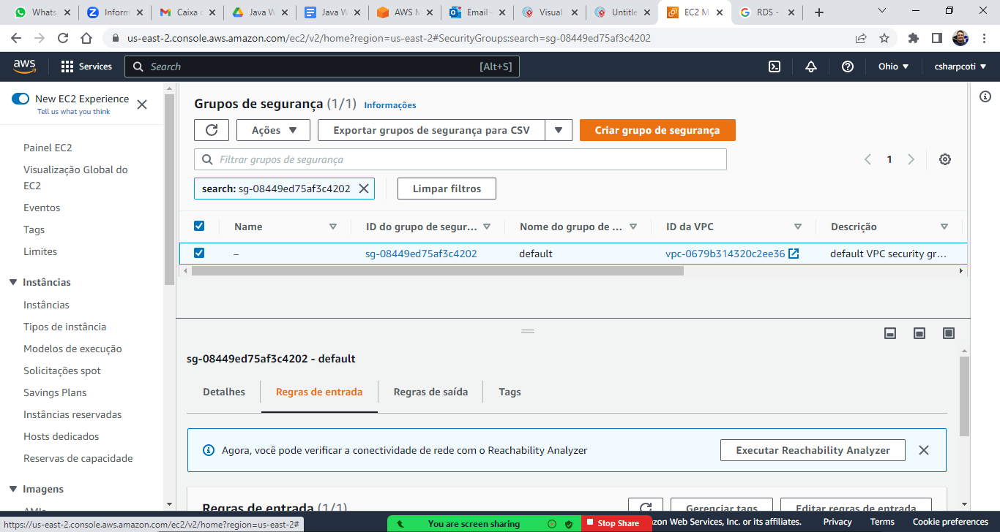 Whats
Inform
Caixa
Java W
Java W
AWS M
Email -
Visual
Untitle
EC2 M
RDS -
us-east-2.console.aws.amazon.com/ec2/v2/home?region=us-east-2#SecurityGroups:search=sg-08449ed75af3c4202
aws
Services
Search
[Alt+S]
Ohio
csharpcoti
New EC2 Experience
Tell us what you think
Painel EC2
Visualização Global do
EC2
Eventos
Tags
Limites
Instâncias
Instâncias
Tipos de instância
Modelos de execução
Solicitações spot
Savings Plans
Instâncias reservadas
Hosts dedicados
Reservas de capacidade
Imagens
AMIs
Grupos de segurança (1/1) Informações
Ações
Exportar grupos de segurança para CSV
Criar grupo de segurança
Filtrar grupos de segurança
1
search: sg-08449ed75af3c4202
Limpar filtros
Name
ID do grupo de segur...
Nome do grupo de ...
ID da VPC
Descrição
–
sg-08449ed75af3c4202
default
vpc-0679b314320c2ee36
default VPC security gr...
sg-08449ed75af3c4202 - default
Detalhes
Regras de entrada
Regras de saída
Tags
Agora, você pode verificar a conectividade de rede com o Reachability Analyzer
Executar Reachability Analyzer
Regras de entrada (1/1)
Gerenciar tags
Editar regras de entrada
https://us-east-2.console.aws.amazon.com/ec2/v2/home?region=us-east-2#
You are screen sharing
Stop Share
zon Web Services, Inc. or its affiliates.
Privacy
Terms
Cookie preferences